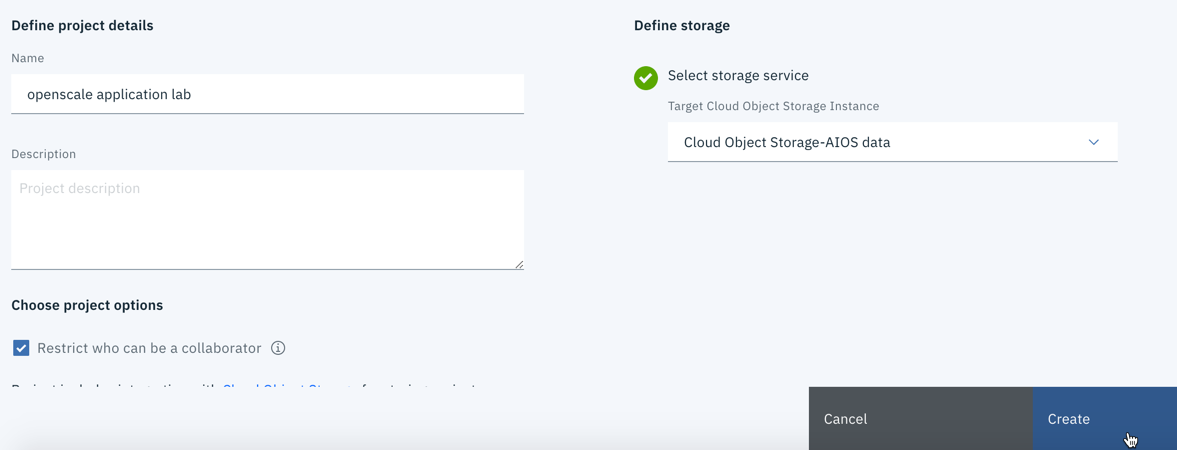 Define project details
Name
openscale application lab
Description
Project description
Choose project options
Restrict who can be a collaborator
Define storage
Select storage service
Target Cloud Object Storage Instance
Cloud Object Storage-AIOS data
Cancel
Create